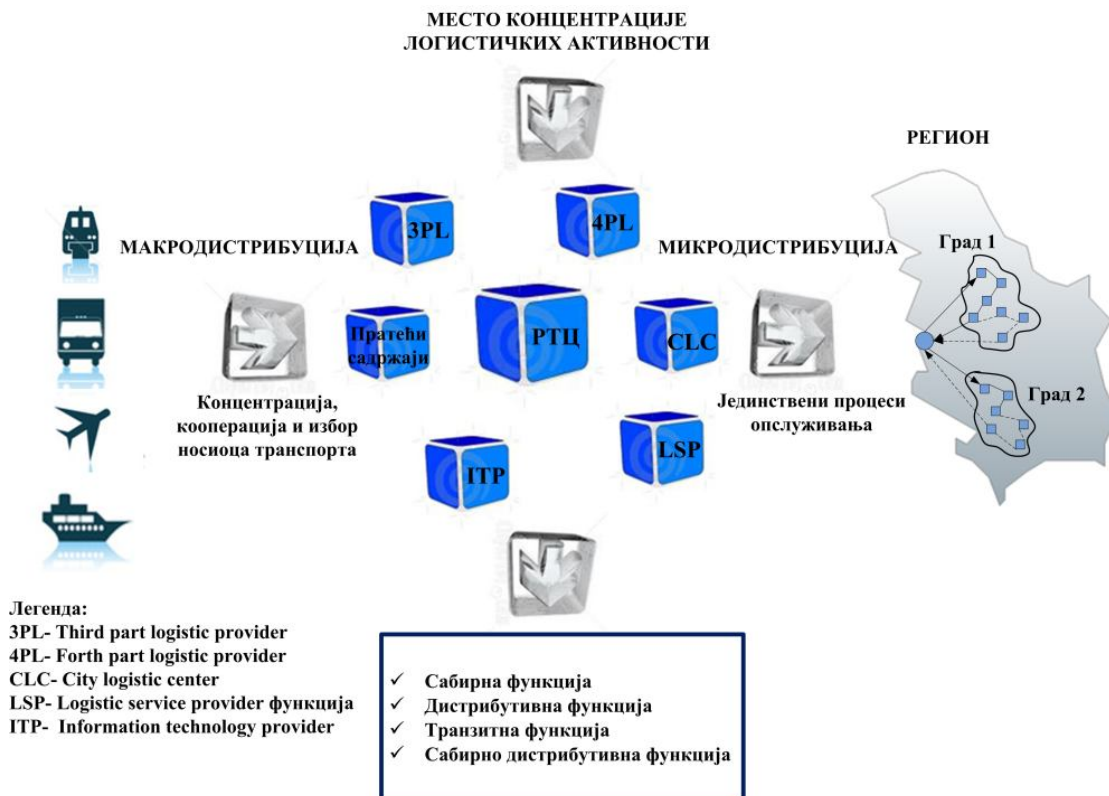 МЕСТО КОНЦЕНТРАЦИЈЕ
ЛОГИСТИЧКИХ АКТИВНОСТИ
РЕГИОН
3PL
4PL
МАКРОДИСТРИБУЦИЈА
МИКРОДИСТРИБУЦИЈА
Град 1
Пратећи
садржаји
РТЦ
CLC
Град 2
Концентрација,
кооперација и избор
носиоца транспорта
Јединствени процеси
опслуживања
ITP
LSP
Легенда:
3PL- Third part logistic provider
4PL- Forth part logistic provider
CLC- City logistic center
LSP- Logistic service provider функција
ITP- Information technology provider
✓ Сабирна функција
✓ Дистрибутивна функција
✓ Транзитна функција
✓ Сабирно дистрибутивна функција